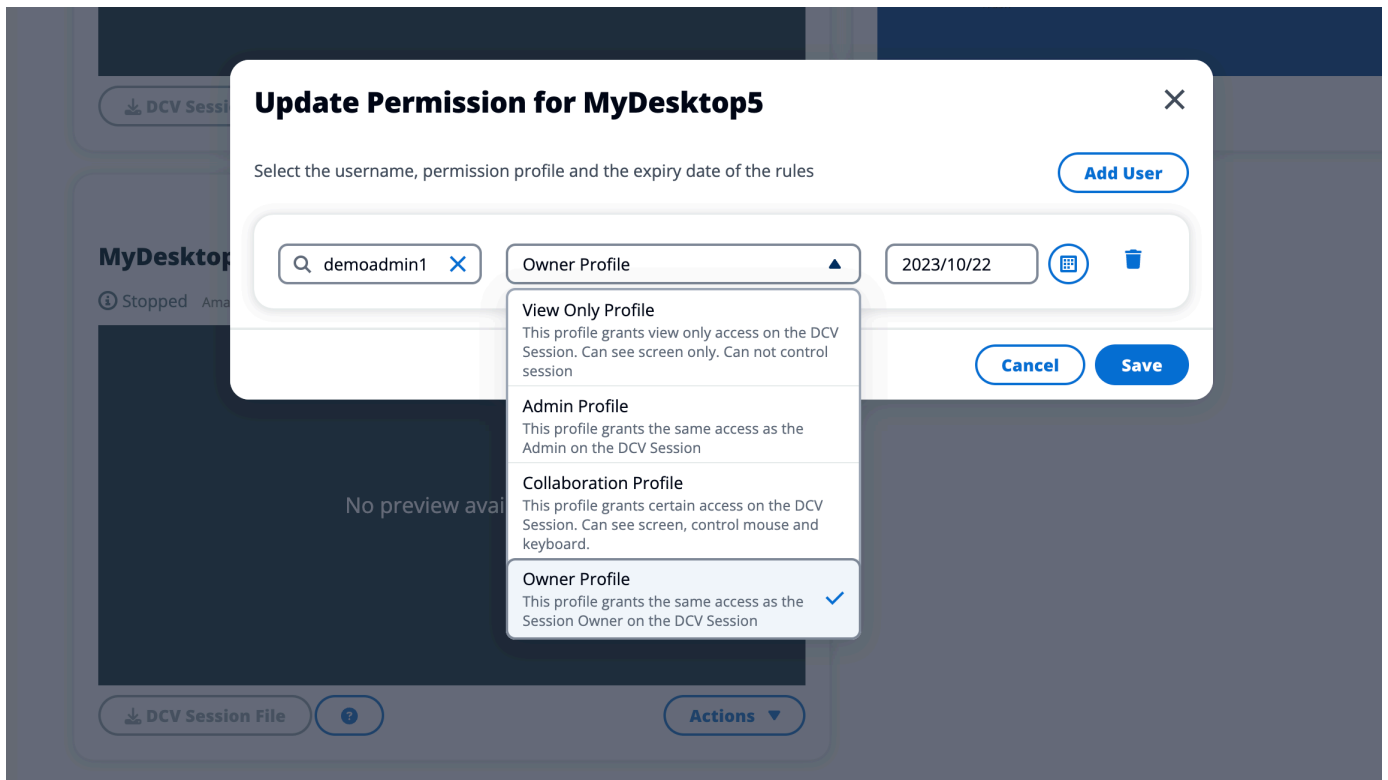 DCV Sessi
Update Permission for MyDesktop5
Select the username, permission profile and the expiry date of the rules
Add User
demoadmin1
Owner Profile
2023/10/22
View Only Profile
This profile grants view only access on the DCV
Session. Can see screen only. Can not control
session
Admin Profile
This profile grants the same access as the
Admin on the DCV Session
Collaboration Profile
This profile grants certain access on the DCV
Session. Can see screen, control mouse and
keyboard.
Owner Profile
This profile grants the same access as the
Session Owner on the DCV Session
Cancel
Save
MyDesktop
Stopped Ama
No preview avai
DCV Session File
?
Actions